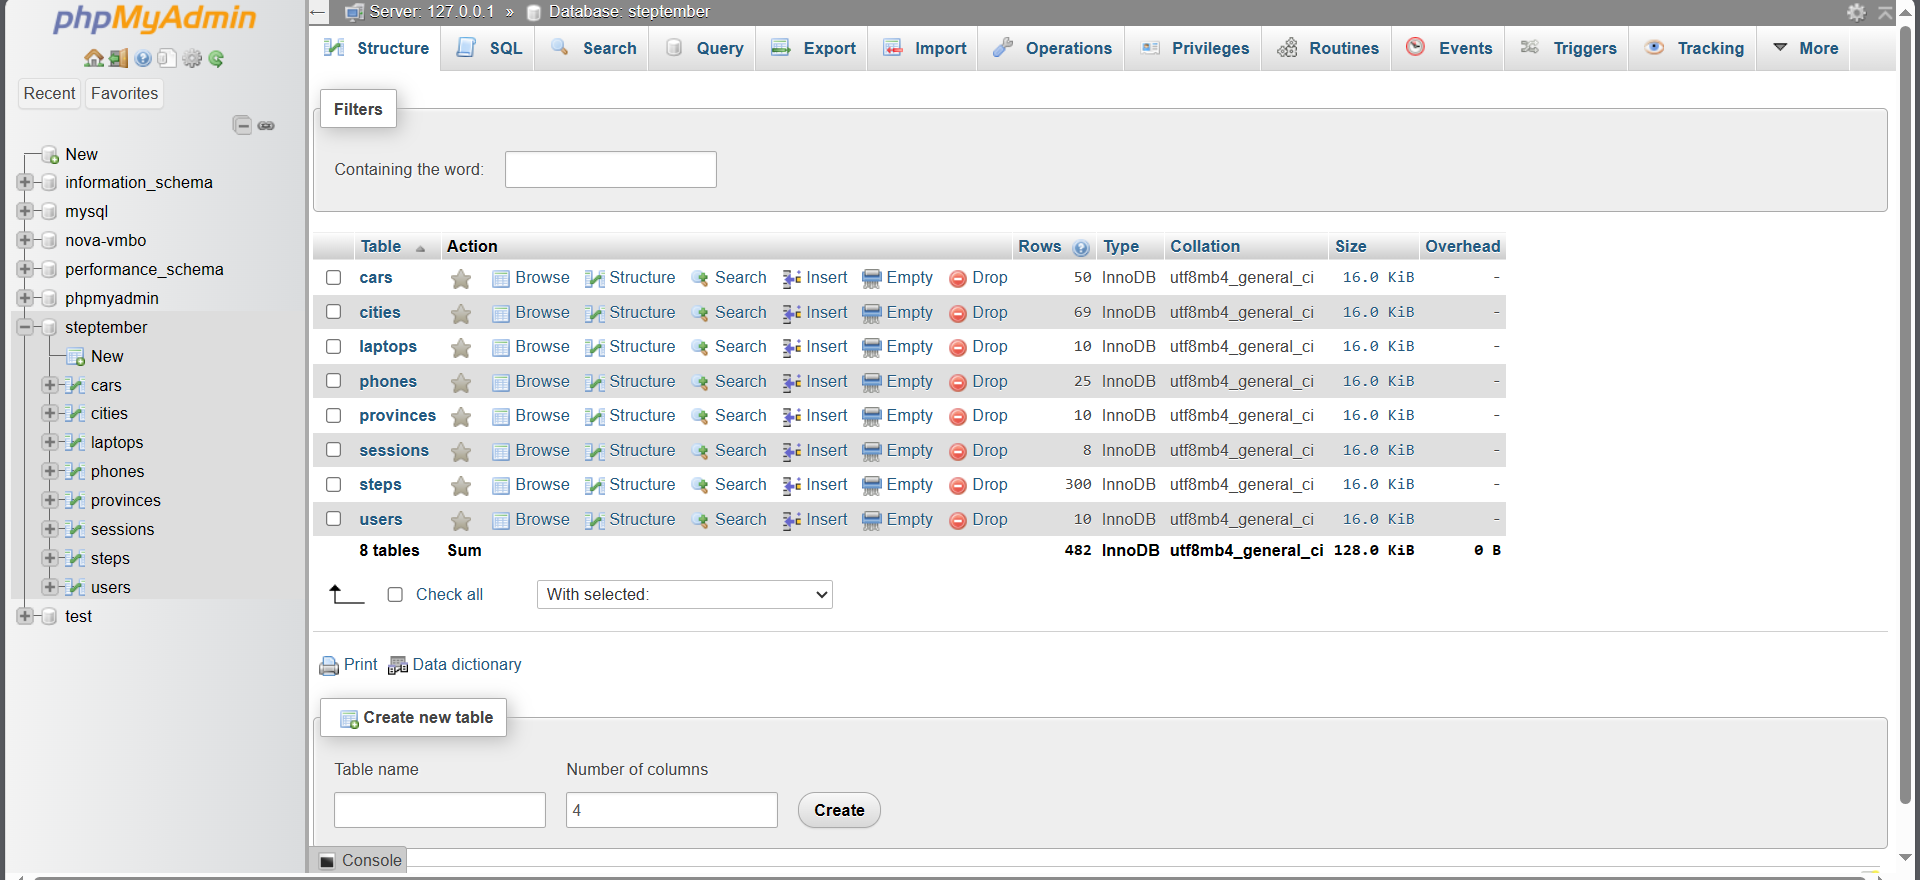 phpMyAdmin
Recent Favorites
New
information_schema
mysql
nova-vmbo
performance_schema
phpmyadmin
steptember
New
cars
cities
laptops
phones
provinces
sessions
steps
users
test
Server: 127.0.0.1 » Database: steptember
Structure SQL Search Query Export Import Operations Privileges Routines Events Triggers Tracking More
Filters
Containing the word:
Table Action Rows Type Collation Size Overhead
cars Browse Structure Search Insert Empty Drop 50 InnoDB utf8mb4_general_ci 16.0 KiB -
cities Browse Structure Search Insert Empty Drop 69 InnoDB utf8mb4_general_ci 16.0 KiB -
laptops Browse Structure Search Insert Empty Drop 10 InnoDB utf8mb4_general_ci 16.0 KiB -
phones Browse Structure Search Insert Empty Drop 25 InnoDB utf8mb4_general_ci 16.0 KiB -
provinces Browse Structure Search Insert Empty Drop 10 InnoDB utf8mb4_general_ci 16.0 KiB -
sessions Browse Structure Search Insert Empty Drop 8 InnoDB utf8mb4_general_ci 16.0 KiB -
steps Browse Structure Search Insert Empty Drop 300 InnoDB utf8mb4_general_ci 16.0 KiB -
users Browse Structure Search Insert Empty Drop 10 InnoDB utf8mb4_general_ci 16.0 KiB -
8 tables Sum 482 InnoDB utf8mb4_general_ci 128.0 KiB 0 B
Check all With selected:
Print Data dictionary
Create new table
Table name Number of columns
4 Create
Console